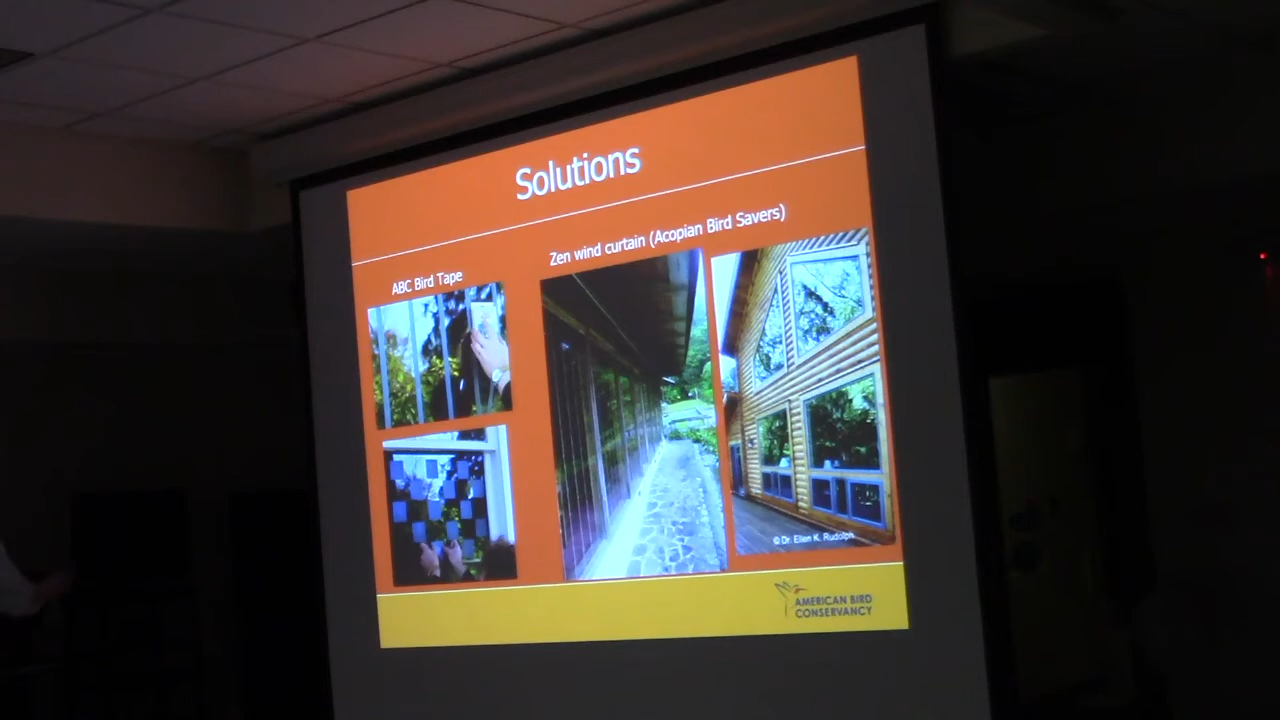 Solutions
Zen wind curtain (Acopian Bird Savers)
ABC Bird Tape
© Dr. Ellen K. Rudolph
AMERICAN BIRD
CONSERVANCY